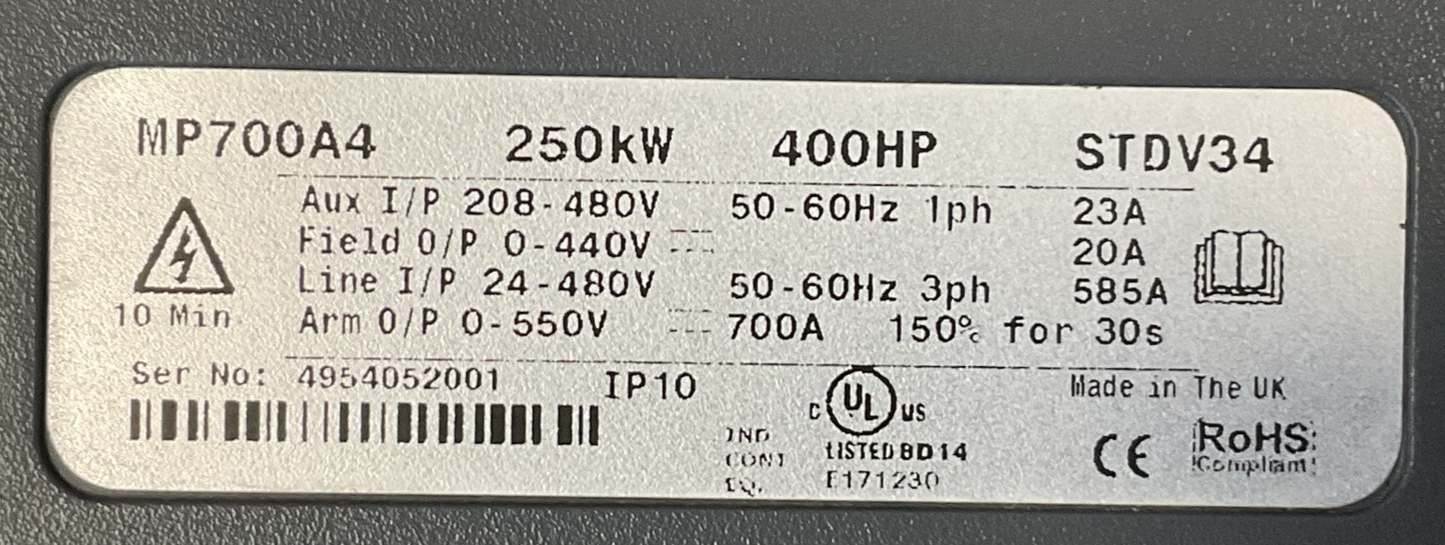 MP700A4 250kW 400HP STDV34
Aux I/P 208-480V 50-60Hz 1ph 23A
Field O/P 0-440V ⎓ 20A
Line I/P 24-480V 50-60Hz 3ph 585A
Arm O/P 0-550V ⎓ 700A 150% for 30s
10 Min
Ser No: 4954052001 IP10
Made in The UK
C UL US
LISTED 8D14
E171230
IND
CONT
EQ.
CE
RoHS
Compliant